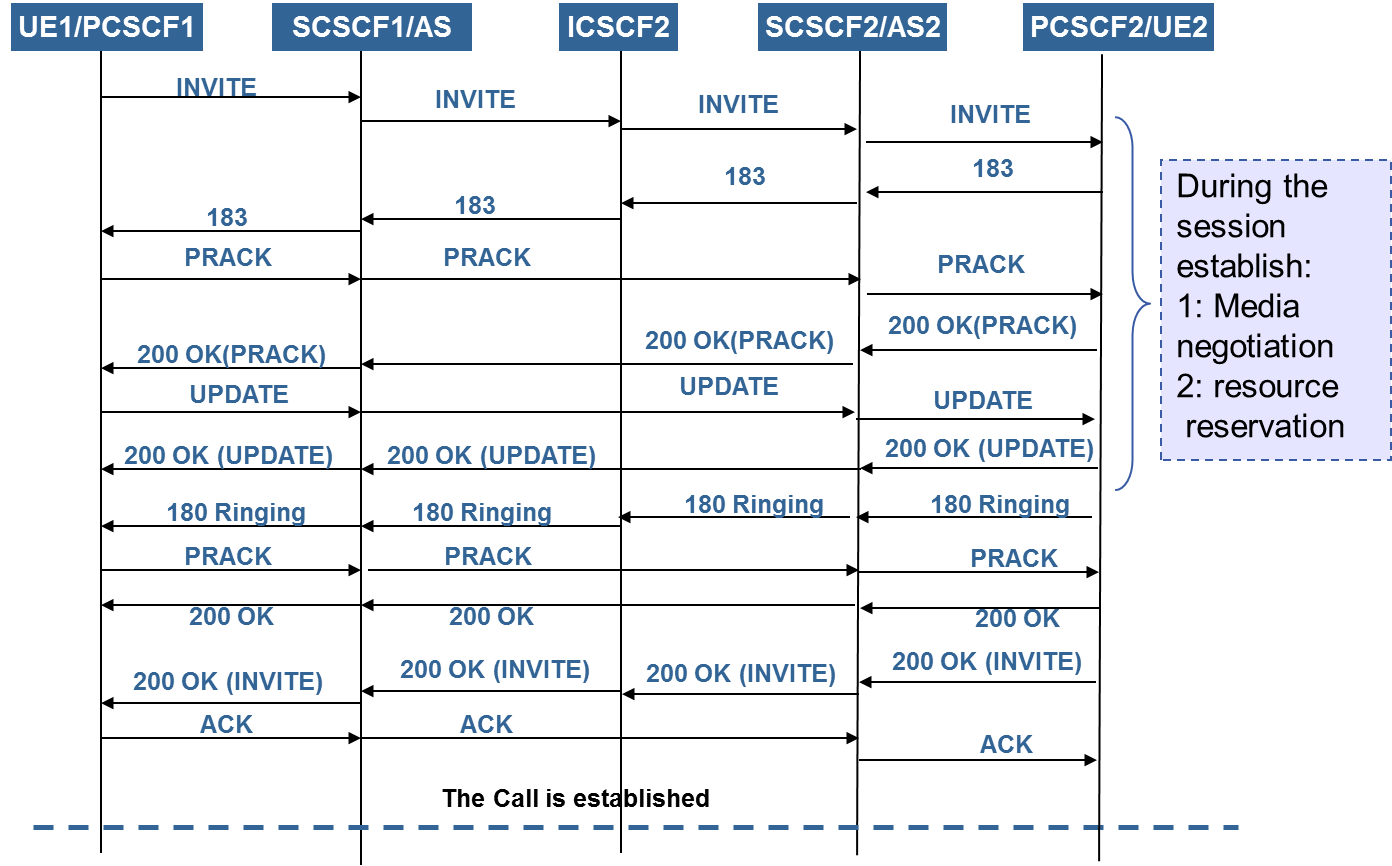 UE1/PCSCF1
SCSCF1/AS
ICSCF2
SCSCF2/AS2
PCSCF2/UE2
INVITE
INVITE
INVITE
INVITE
183
183
183
183
PRACK
PRACK
PRACK
200 OK(PRACK)
200 OK(PRACK)
200 OK(PRACK)
UPDATE
UPDATE
UPDATE
200 OK (UPDATE)
200 OK (UPDATE)
200 OK (UPDATE)
180 Ringing
180 Ringing
180 Ringing
180 Ringing
PRACK
PRACK
PRACK
200 OK
200 OK
200 OK
200 OK (INVITE)
200 OK (INVITE)
200 OK (INVITE)
200 OK (INVITE)
ACK
ACK
ACK
The Call is established
During the
session
establish:
1: Media
negotiation
2: resource
reservation